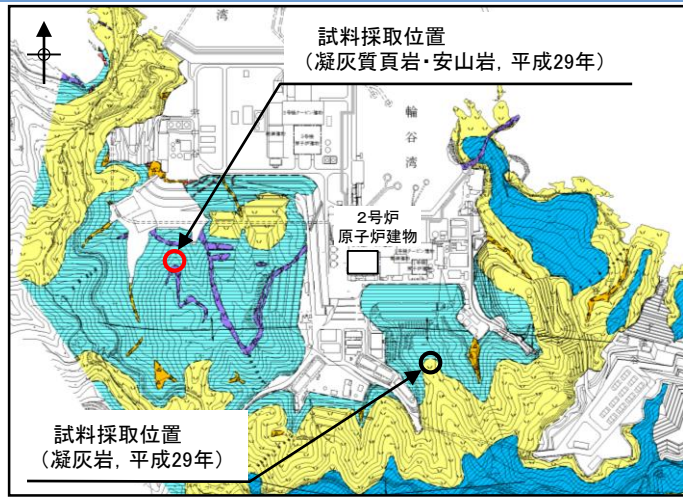 湾
試料採取位置
（凝灰質頁岩・安山岩，平成29年）
輪
谷
湾
2号炉
原子炉建物
試料採取位置
（凝灰岩，平成29年）